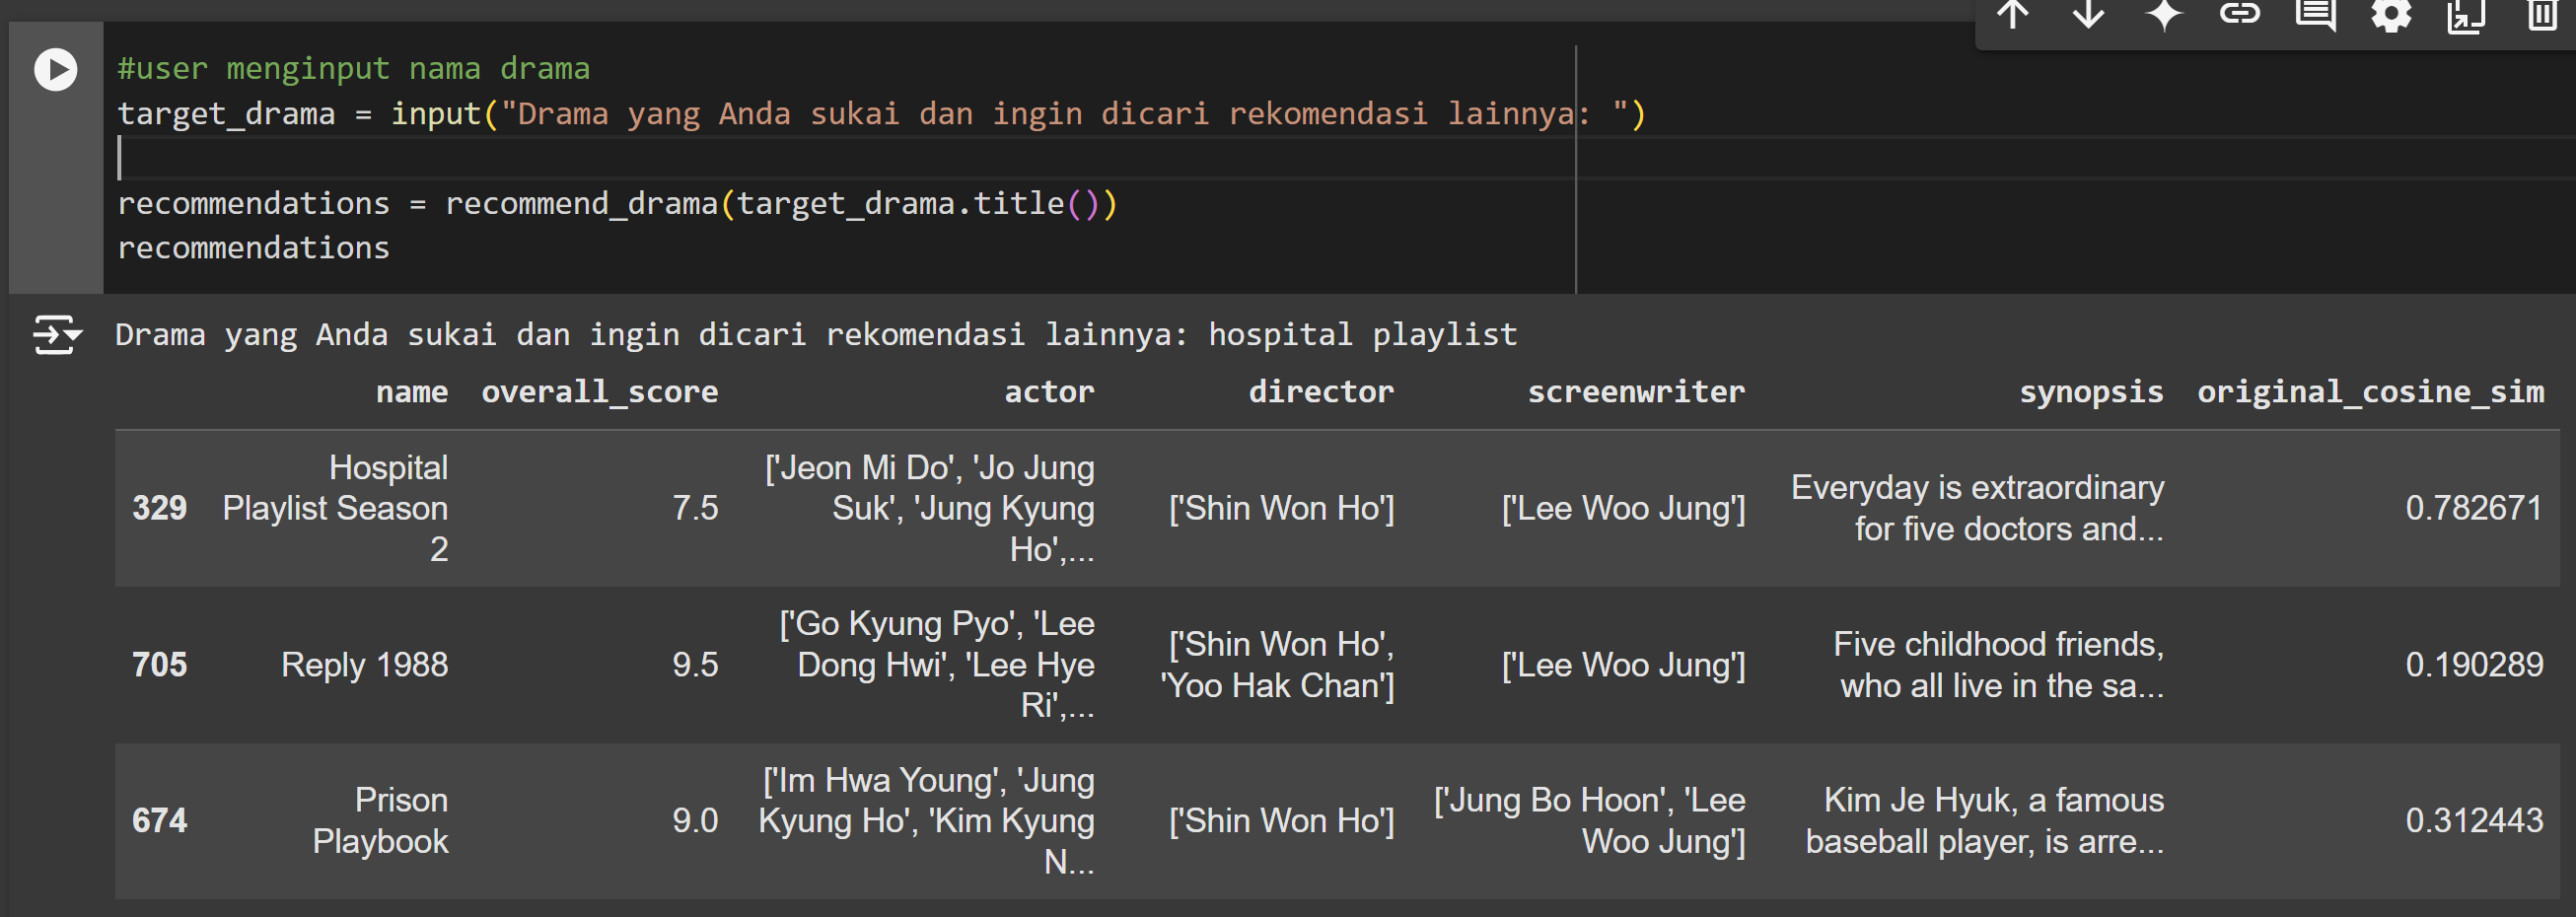 #user menginput nama drama
target_drama = input("Drama yang Anda sukai dan ingin dicari rekomendasi lainnya: ")
recommendations = recommend_drama(target_drama.title())
recommendations
Drama yang Anda sukai dan ingin dicari rekomendasi lainnya: hospital playlist
name overall_score actor director screenwriter synopsis original_cosine_sim
329
Hospital
Playlist Season
2
7.5
['Jeon Mi Do', 'Jo Jung
Suk', 'Jung Kyung
Ho',...
['Shin Won Ho']
['Lee Woo Jung']
Everyday is extraordinary
for five doctors and...
0.782671
705
Reply 1988
9.5
['Go Kyung Pyo', 'Lee
Dong Hwi', 'Lee Hye
Ri',...
['Shin Won Ho',
'Yoo Hak Chan']
['Lee Woo Jung']
Five childhood friends,
who all live in the sa...
0.190289
674
Prison
Playbook
9.0
['Im Hwa Young', 'Jung
Kyung Ho', 'Kim Kyung
N...
['Shin Won Ho']
['Jung Bo Hoon', 'Lee
Woo Jung']
Kim Je Hyuk, a famous
baseball player, is arre...
0.312443